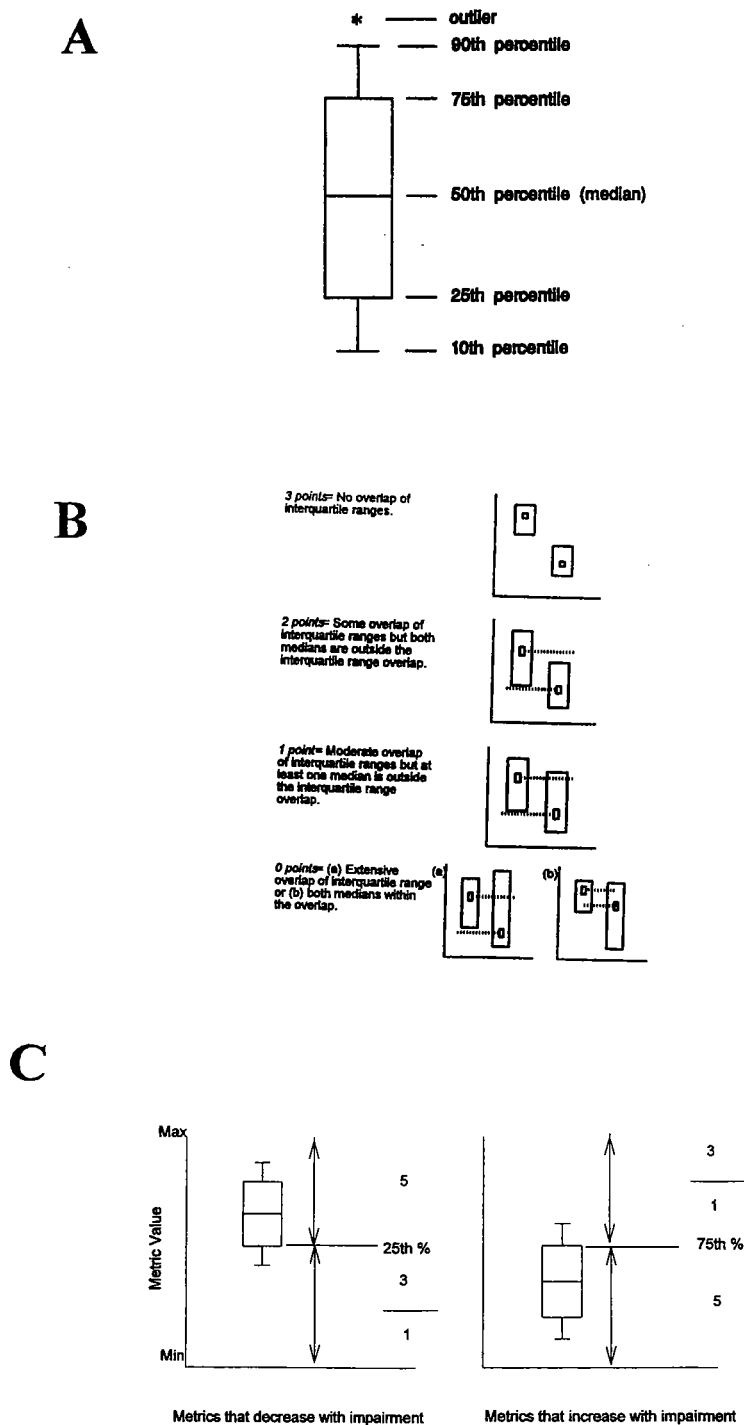 A
* outlier
90th percentile
75th percentile
50th percentile (median)
25th percentile
10th percentile
B
3 points= No overlap of
interquartile ranges.
2 points= Some overlap of
interquartile ranges but both
medians are outside the
interquartile range overlap.
1 point= Moderate overlap
of interquartile ranges but at
least one median is outside
the interquartile range
overlap.
0 points= (a) Extensive
overlap of interquartile range
or (b) both medians within
the overlap.
(a)
(b)
C
Max
Metric Value
Min
5
25th %
3
1
Metrics that decrease with impairment
3
1
75th %
5
Metrics that increase with impairment